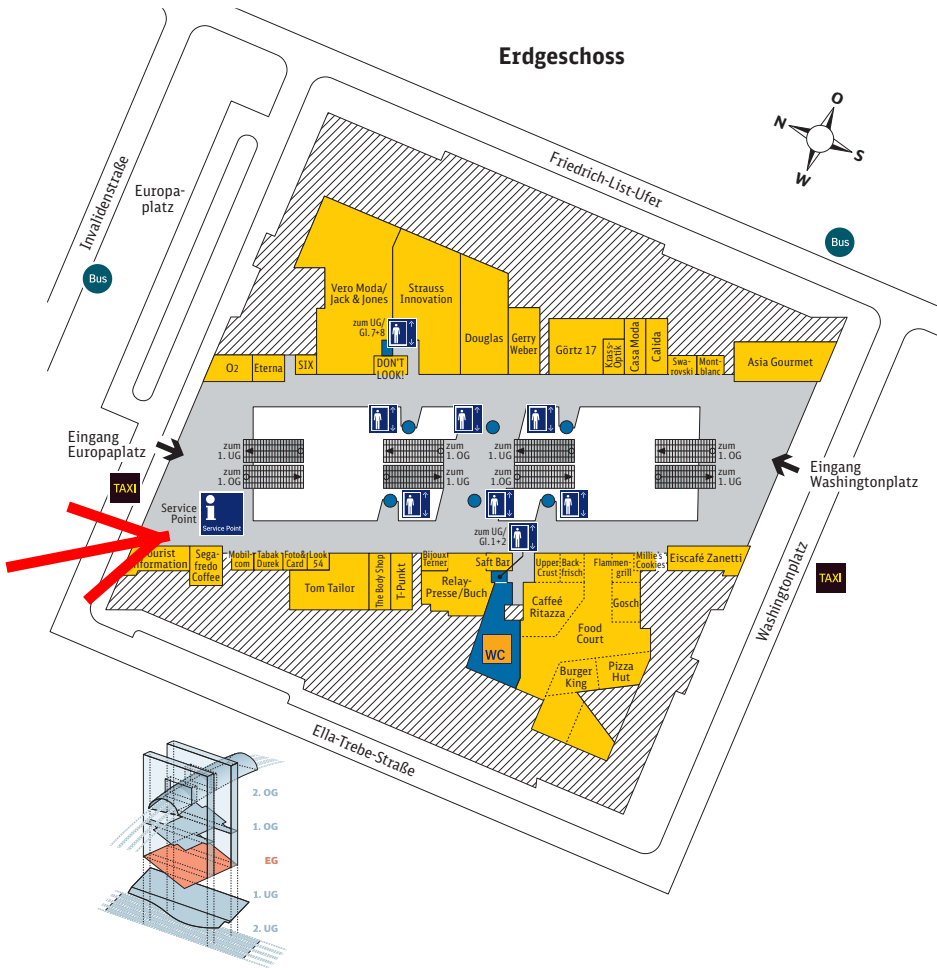 Erdgeschoss
O
N
S
W
Friedrich-List-Ufer
Invalidenstraße
Europa-
platz
Bus
Bus
Vero Moda/
Jack & Jones
Strauss
Innovation
zum UG/
Gl. 7+8
Douglas
Gerry
Weber
Görtz 17
Krass-
Optik
Casa Moda
Calida
Swa-
rovski
Mont-
blanc
Asia Gourmet
O2
Eterna
SIX
DON'T
LOOK!
Eingang
Europaplatz
zum
1. UG
zum
1. OG
zum
1. OG
zum
1. UG
zum
1. UG
zum
1.OG
zum
1. OG
zum
1. UG
Eingang
Washingtonplatz
TAXI
Service
Point
i
Service Point
zum UG/
Gl. 1+2
Tourist
Information
Sega-
fredo
Coffee
Mobil-
com
Tabak
Durek
Foto&
Card
Look
54
Tom Tailor
The Body Shop
T-Punkt
Bijoux
Terner
Relay-
Presse/Buch
Saft Bar
Upper
Crust
Back-
frisch
Flammen-
grill
Millie's
Cookies
Eiscafé Zanetti
Caffeé
Ritazza
Gosch
Food
Court
WC
Burger
King
Pizza
Hut
Washingtonplatz
TAXI
Ella-Trebe-Straße
2. OG
1. OG
EG
1. UG
2. UG